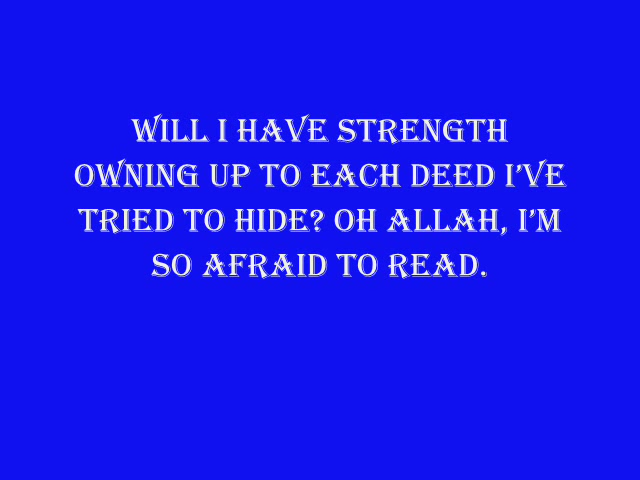 WILL I HAVE STRENGTH
OWNING UP TO EACH DEED I'VE
TRIED TO HIDE? OH ALLAH, I'M
SO AFRAID TO READ.